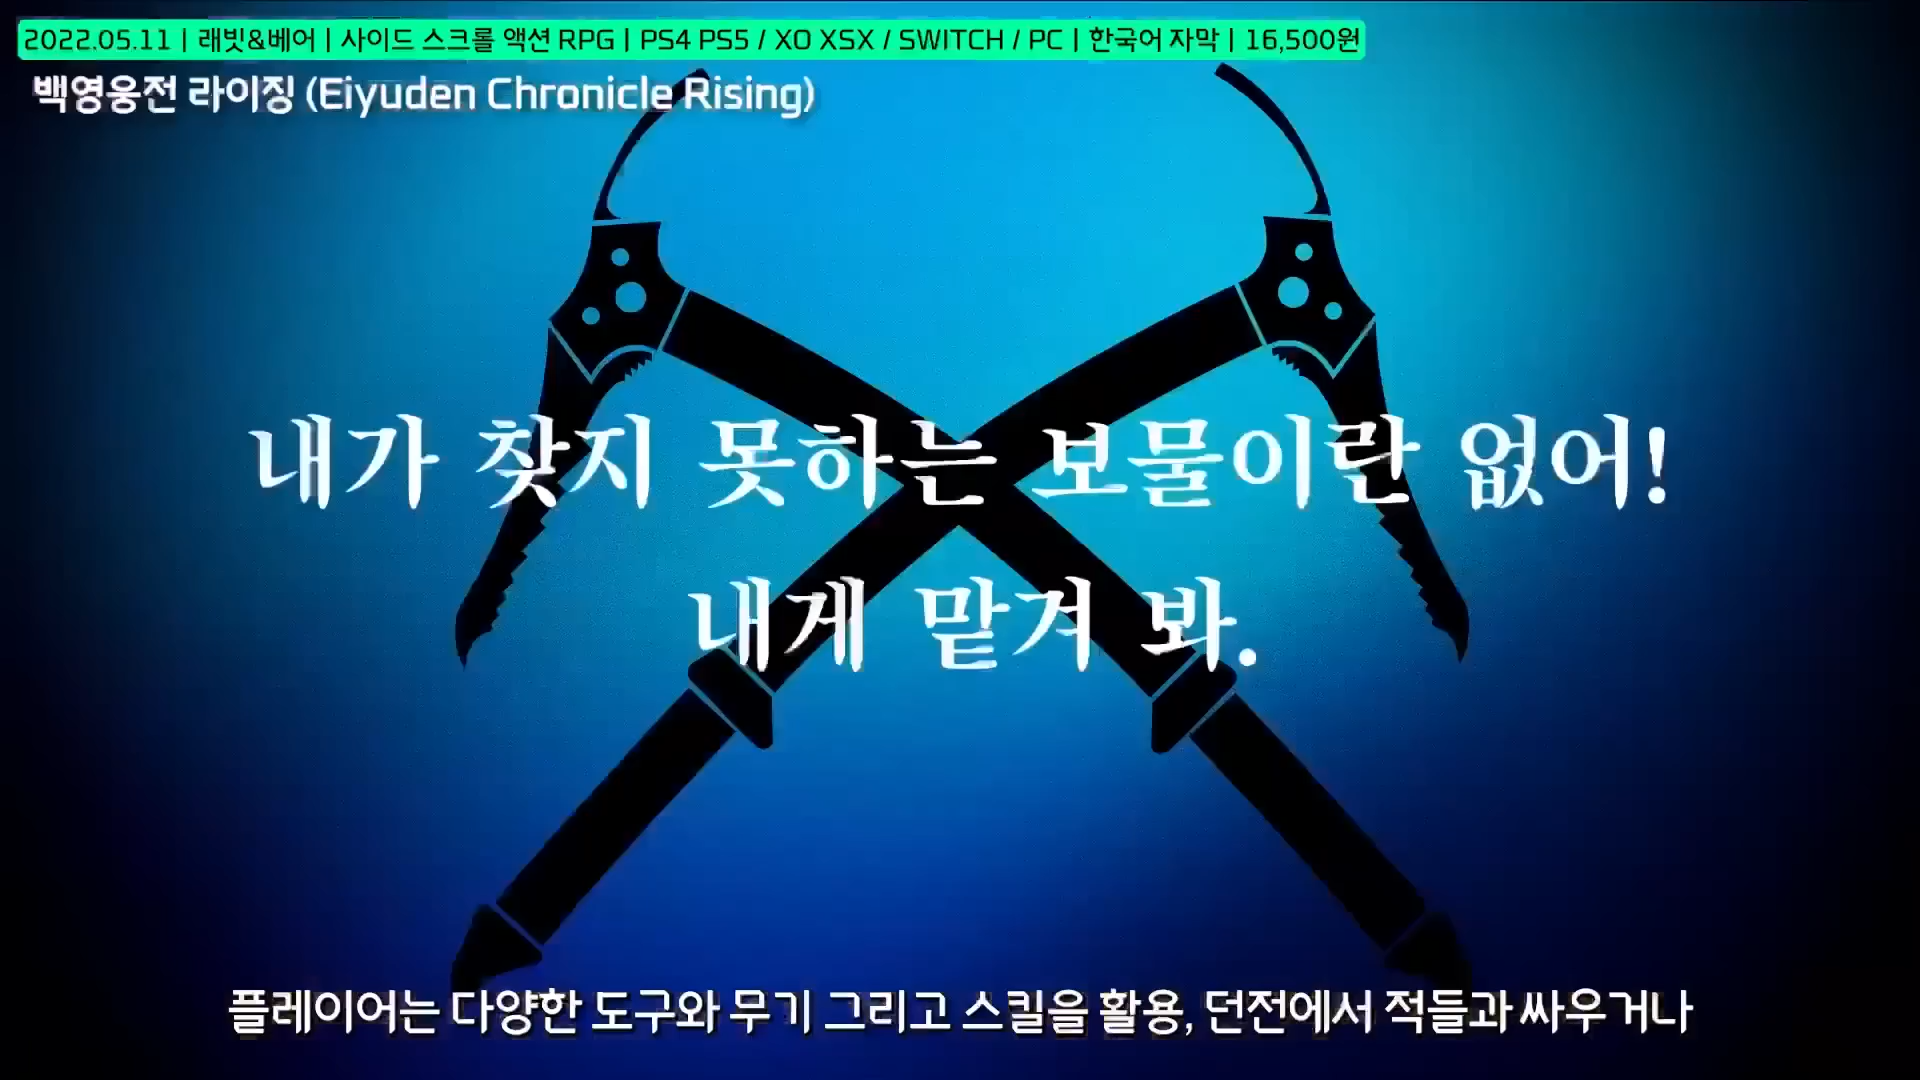 2022.05.11 | 래빗&베어 | 사이드 스크롤 액션 RPG | PS4 PS5 / XO XSX / SWITCH / PC | 한국어 자막 | 16,500원
백영웅전 라이징 (Eiyuden Chronicle Rising)
내가 찾지 못하는 보물이란 없어!
내게 맡겨 봐.
플레이어는 다양한 도구와 무기 그리고 스킬을 활용, 던전에서 적들과 싸우거나